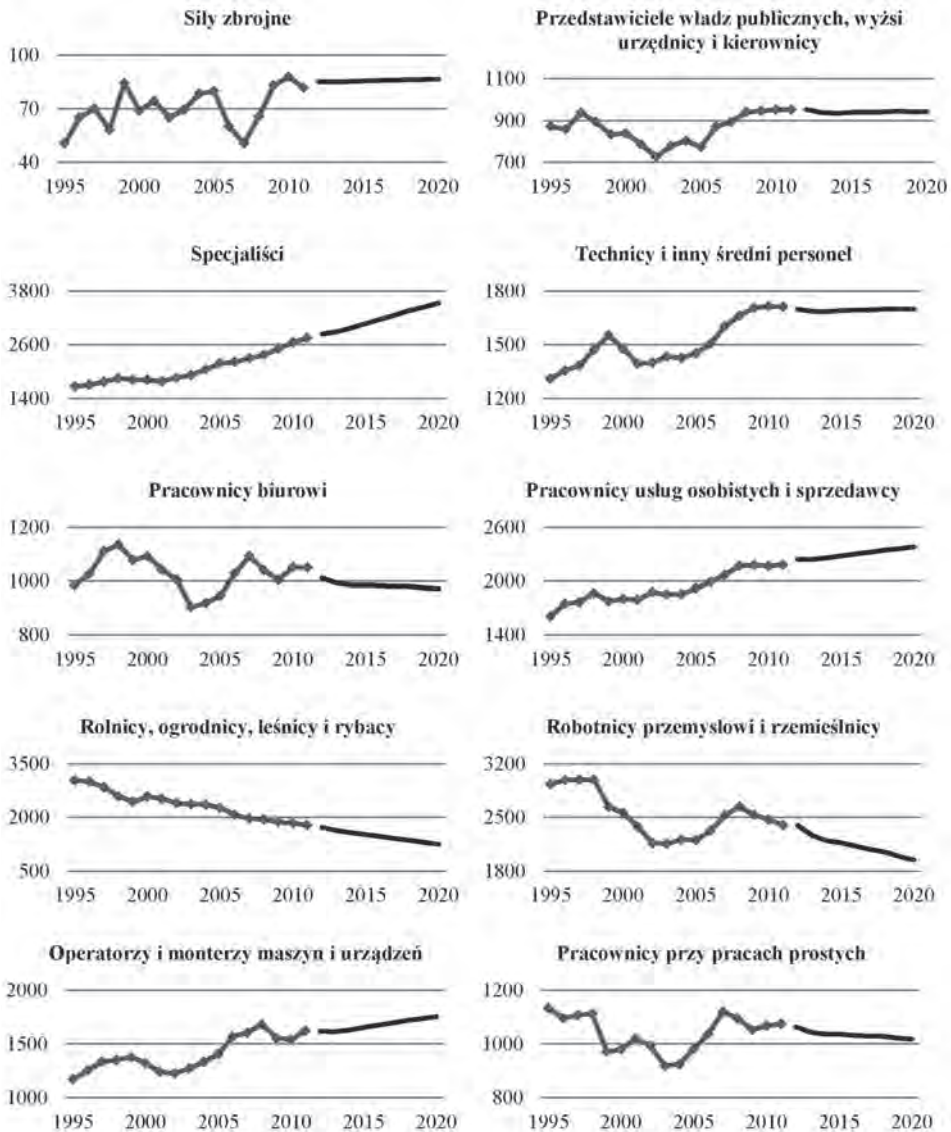 Siły zbrojne
100
70
40
1995 2000 2005 2010 2015 2020
Przedstawiciele władz publicznych, wyżsi
urzędnicy i kierownicy
1100
900
700
1995 2000 2005 2010 2015 2020
Specjaliści
3800
2600
1400
1995 2000 2005 2010 2015 2020
Technicy i inny średni personel
1800
1500
1200
1995 2000 2005 2010 2015 2020
Pracownicy biurowi
1200
1000
800
1995 2000 2005 2010 2015 2020
Pracownicy usług osobistych i sprzedawcy
2600
2000
1400
1995 2000 2005 2010 2015 2020
Rolnicy, ogrodnicy, leśnicy i rybacy
3500
2000
500
1995 2000 2005 2010 2015 2020
Robotnicy przemysłowi i rzemieślnicy
3200
2500
1800
1995 2000 2005 2010 2015 2020
Operatorzy i monterzy maszyn i urządzeń
2000
1500
1000
1995 2000 2005 2010 2015 2020
Pracownicy przy pracach prostych
1200
1000
800
1995 2000 2005 2010 2015 2020